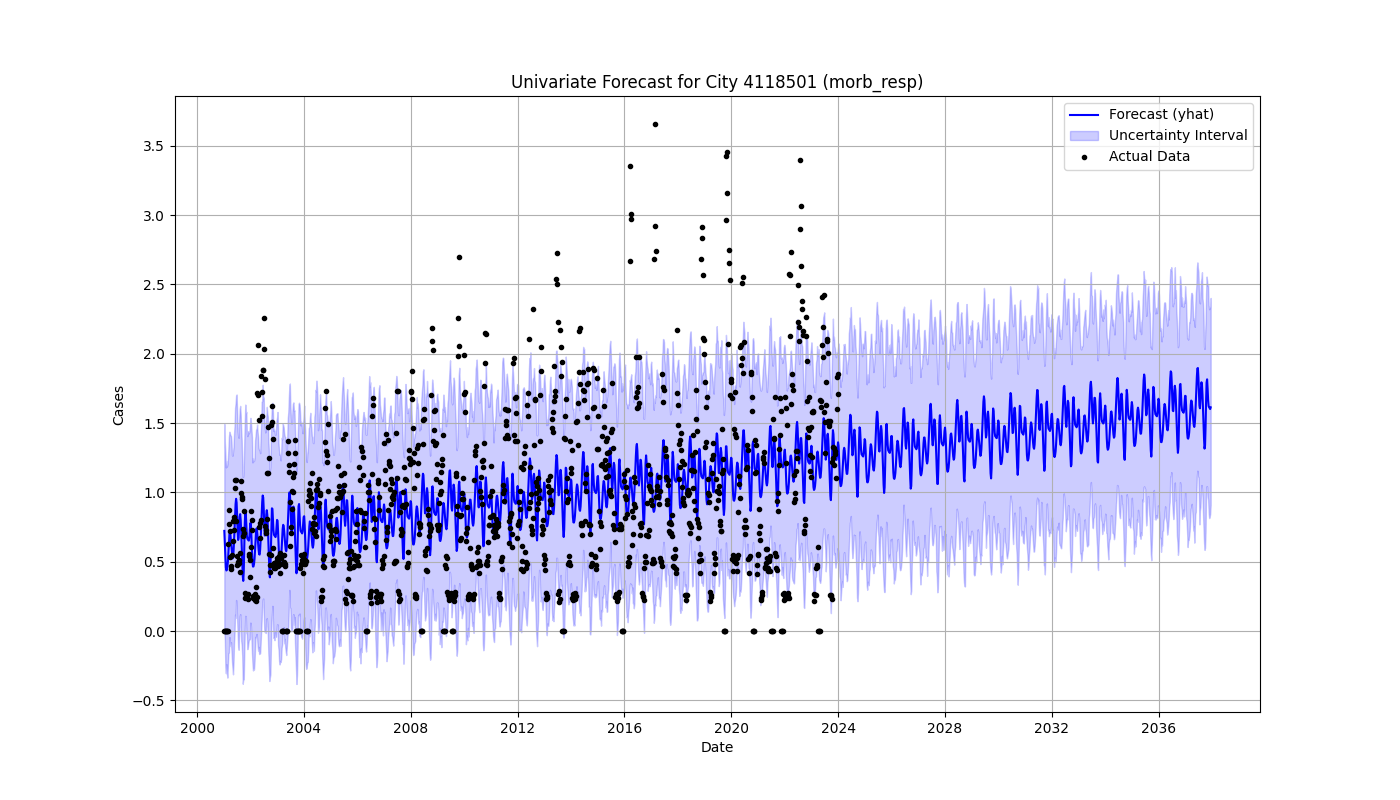 Univariate Forecast for City 4118501 (morb_resp)
Forecast (yhat)
Uncertainty Interval
Actual Data
Cases
3.5
3.0
2.5
2.0
1.5
1.0
0.5
0.0
−0.5
2000 2004 2008 2012 2016 2020 2024 2028 2032 2036
Date